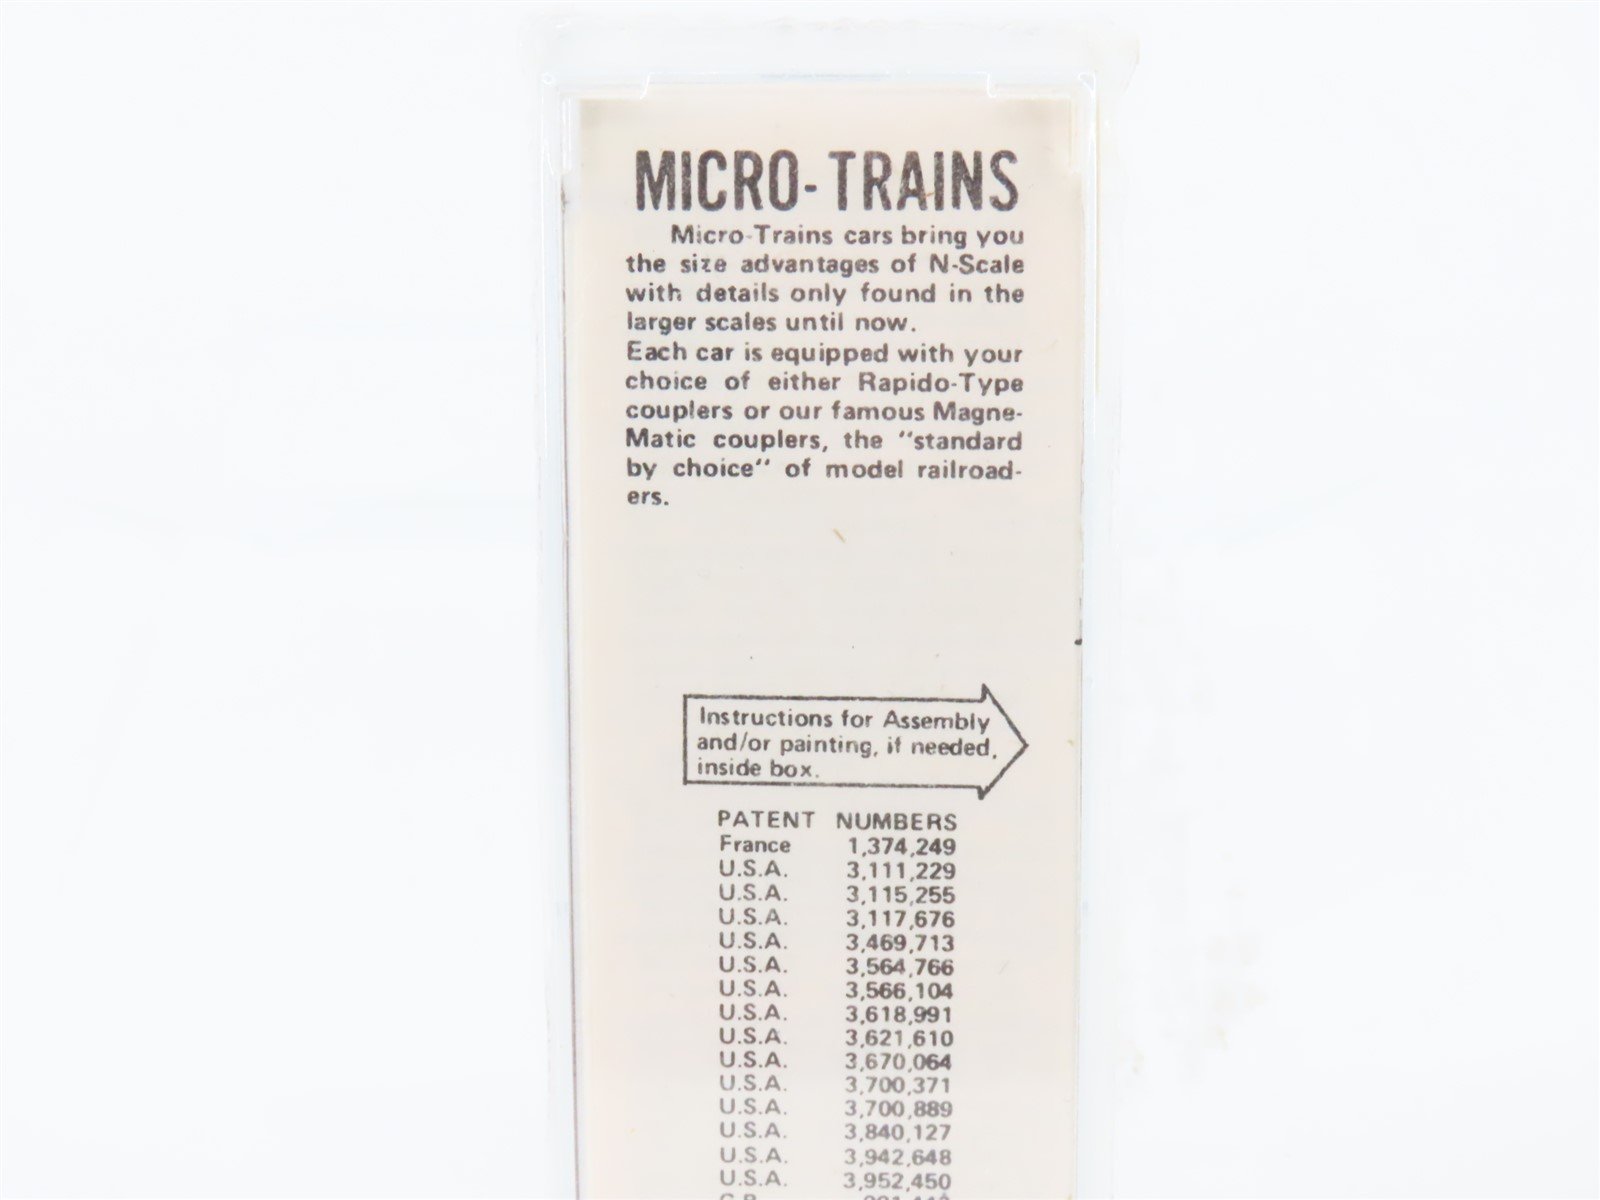 MICRO-TRAINS
Micro-Trains cars bring you
the size advantages of N-Scale
with details only found in the
larger scales until now.
Each car is equipped with your
choice of either Rapido-Type
couplers or our famous Magne-
Matic couplers, the "standard
by choice" of model railroad-
ers.
Instructions for Assembly
and/or painting, if needed,
inside box.
PATENT NUMBERS
France 1,374,249
U.S.A. 3,111,229
U.S.A. 3,115,255
U.S.A. 3,117,676
U.S.A. 3,469,713
U.S.A. 3,564,766
U.S.A. 3,566,104
U.S.A. 3,618,991
U.S.A. 3,621,610
U.S.A. 3,670,064
U.S.A. 3,700,371
U.S.A. 3,700,889
U.S.A. 3,840,127
U.S.A. 3,942,648
U.S.A. 3,952,450